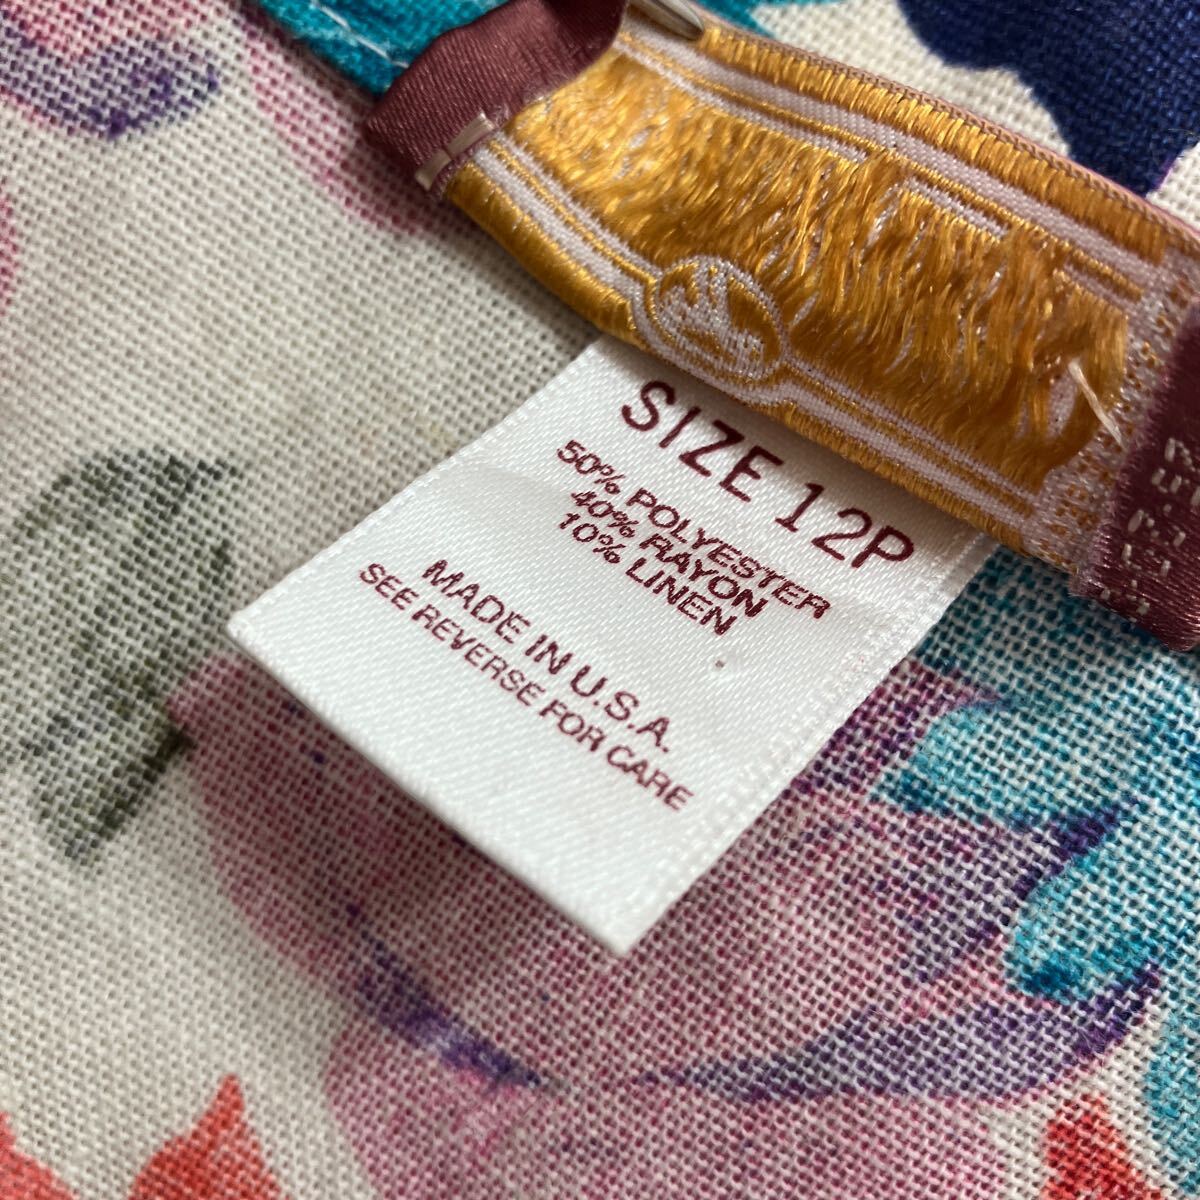 SIZE 12P
50% POLYESTER
40% RAYON
10% LINEN
MADE IN U.S.A.
SEE REVERSE FOR CARE